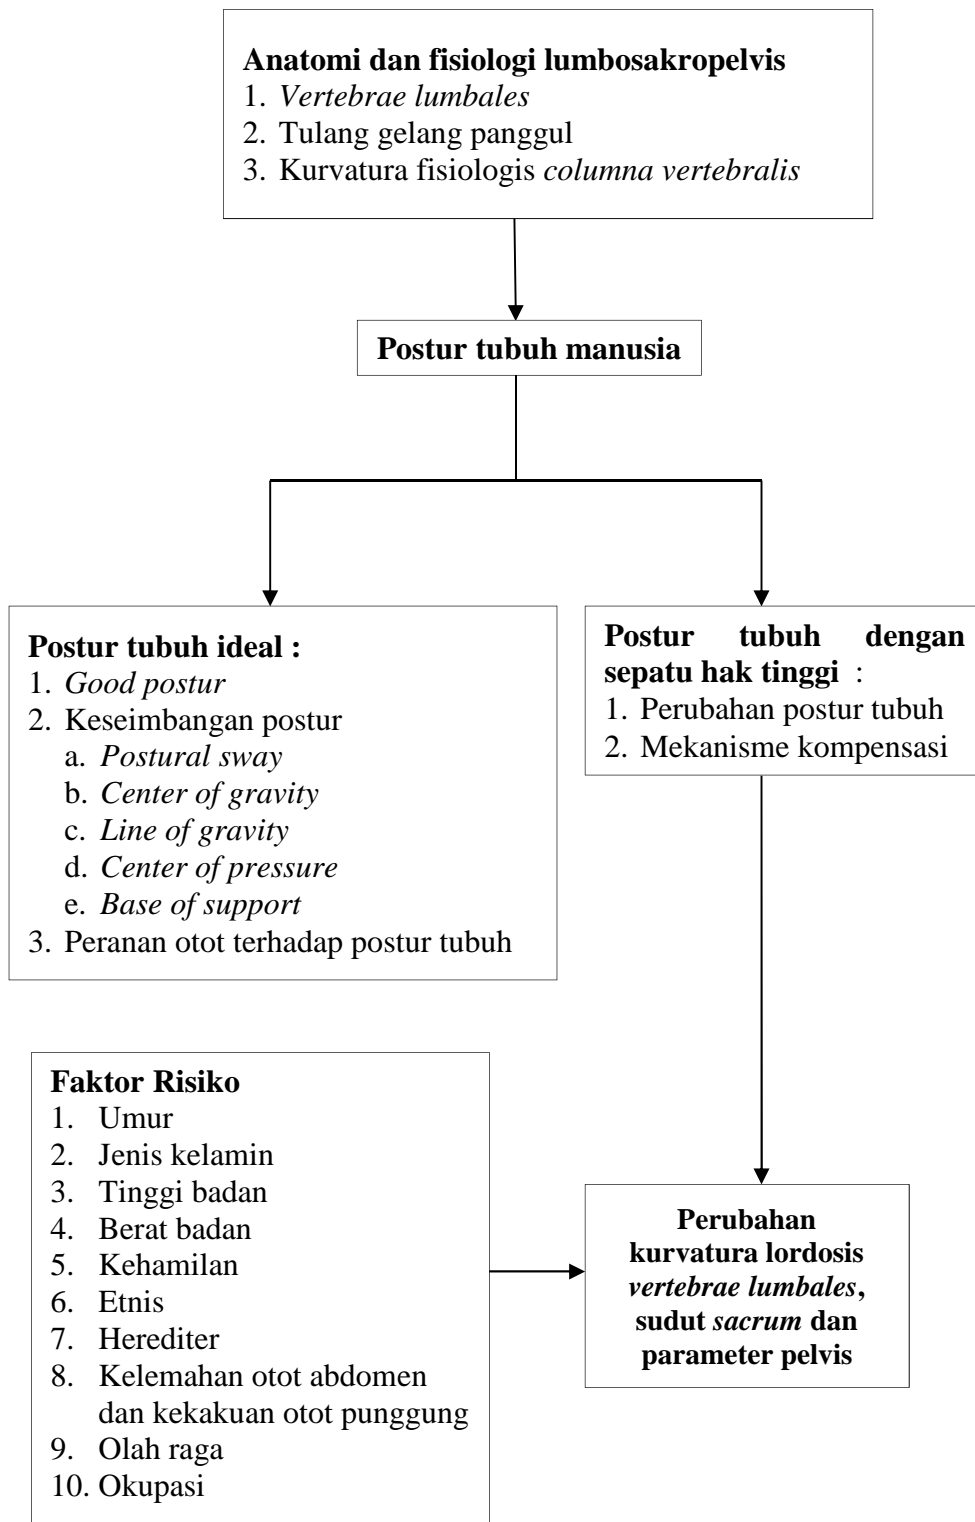 Anatomi dan fisiologi lumbosakropelvis
1. Vertebrae lumbales
2. Tulang gelang panggul
3. Kurvatura fisiologis columna vertebralis
Postur tubuh manusia
Postur tubuh ideal :
1. Good postur
2. Keseimbangan postur
a. Postural sway
b. Center of gravity
c. Line of gravity
d. Center of pressure
e. Base of support
3. Peranan otot terhadap postur tubuh
Postur tubuh dengan
sepatu hak tinggi :
1. Perubahan postur tubuh
2. Mekanisme kompensasi
Faktor Risiko
1. Umur
2. Jenis kelamin
3. Tinggi badan
4. Berat badan
5. Kehamilan
6. Etnis
7. Herediter
8. Kelemahan otot abdomen
dan kekakuan otot punggung
9. Olah raga
10. Okupasi
Perubahan
kurvatura lordosis
vertebrae lumbales,
sudut sacrum dan
parameter pelvis